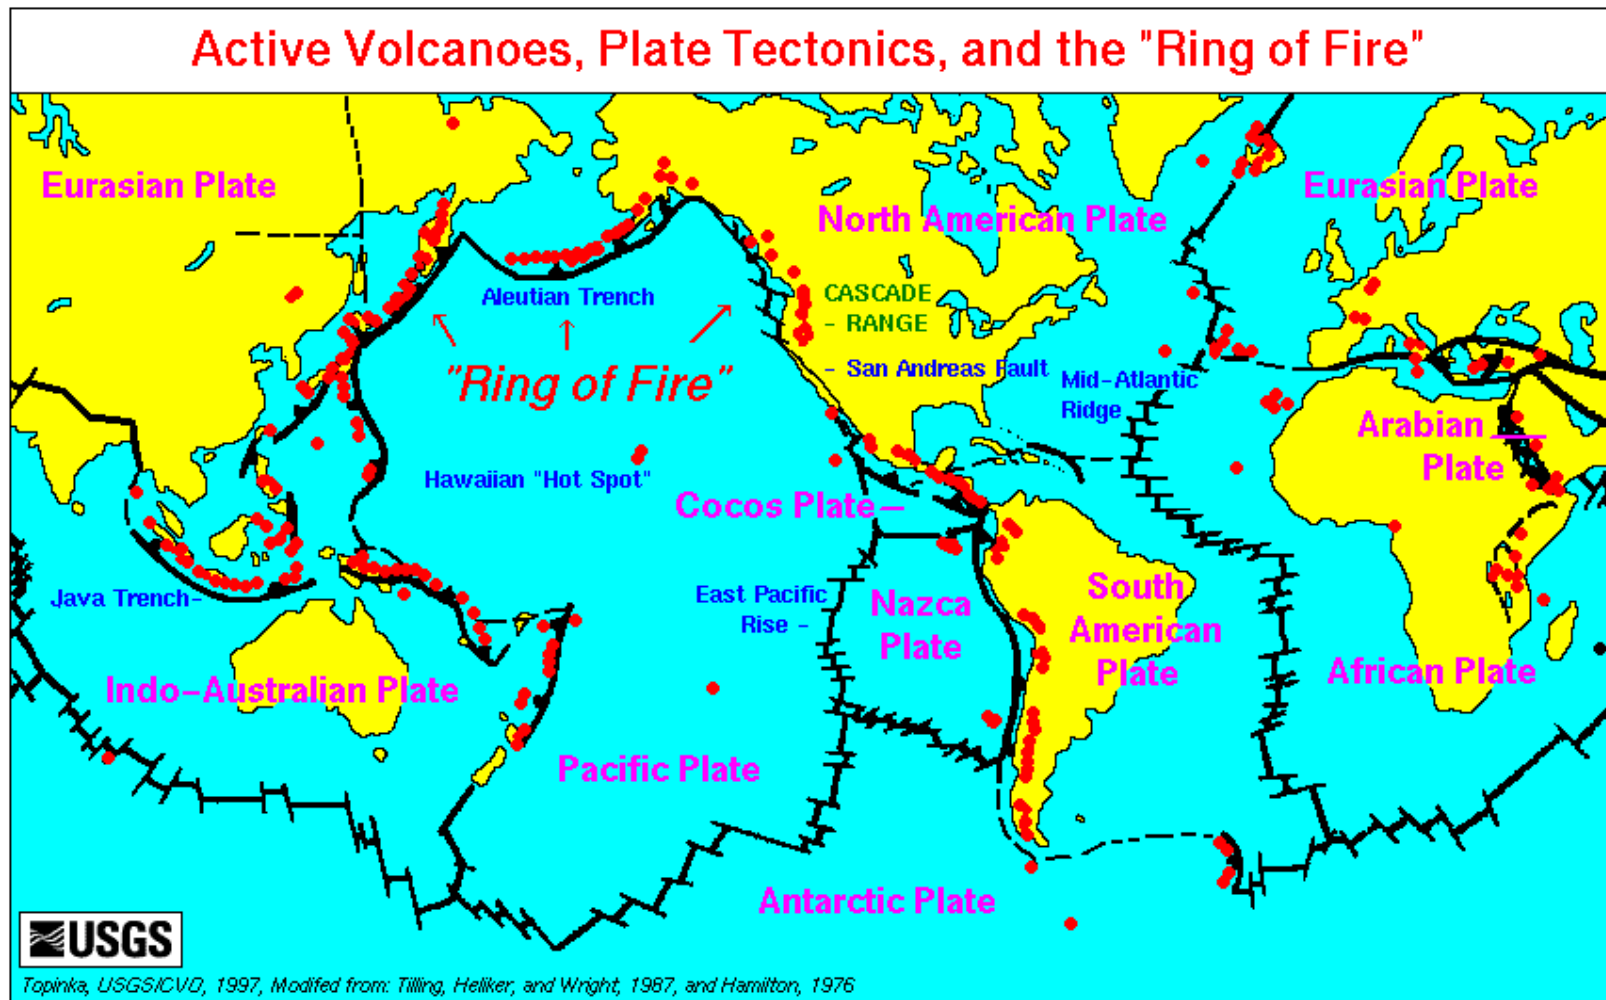 Active Volcanoes, Plate Tectonics, and the "Ring of Fire"
Eurasian Plate
North American Plate
Eurasian Plate
Aleutian Trench
CASCADE
- RANGE
"Ring of Fire"
- San Andreas Fault
Mid-Atlantic
Ridge
Arabian
Plate
Hawaiian "Hot Spot"
Cocos Plate
Java Trench-
East Pacific
Rise -
Nazca
Plate
South
American
Plate
Indo-Australian Plate
African Plate
Pacific Plate
Antarctic Plate
USGS
Topinka, USGS/CVO, 1997, Modifed from: Tilling, Heliker, and Wright, 1987, and Hamilton, 1976